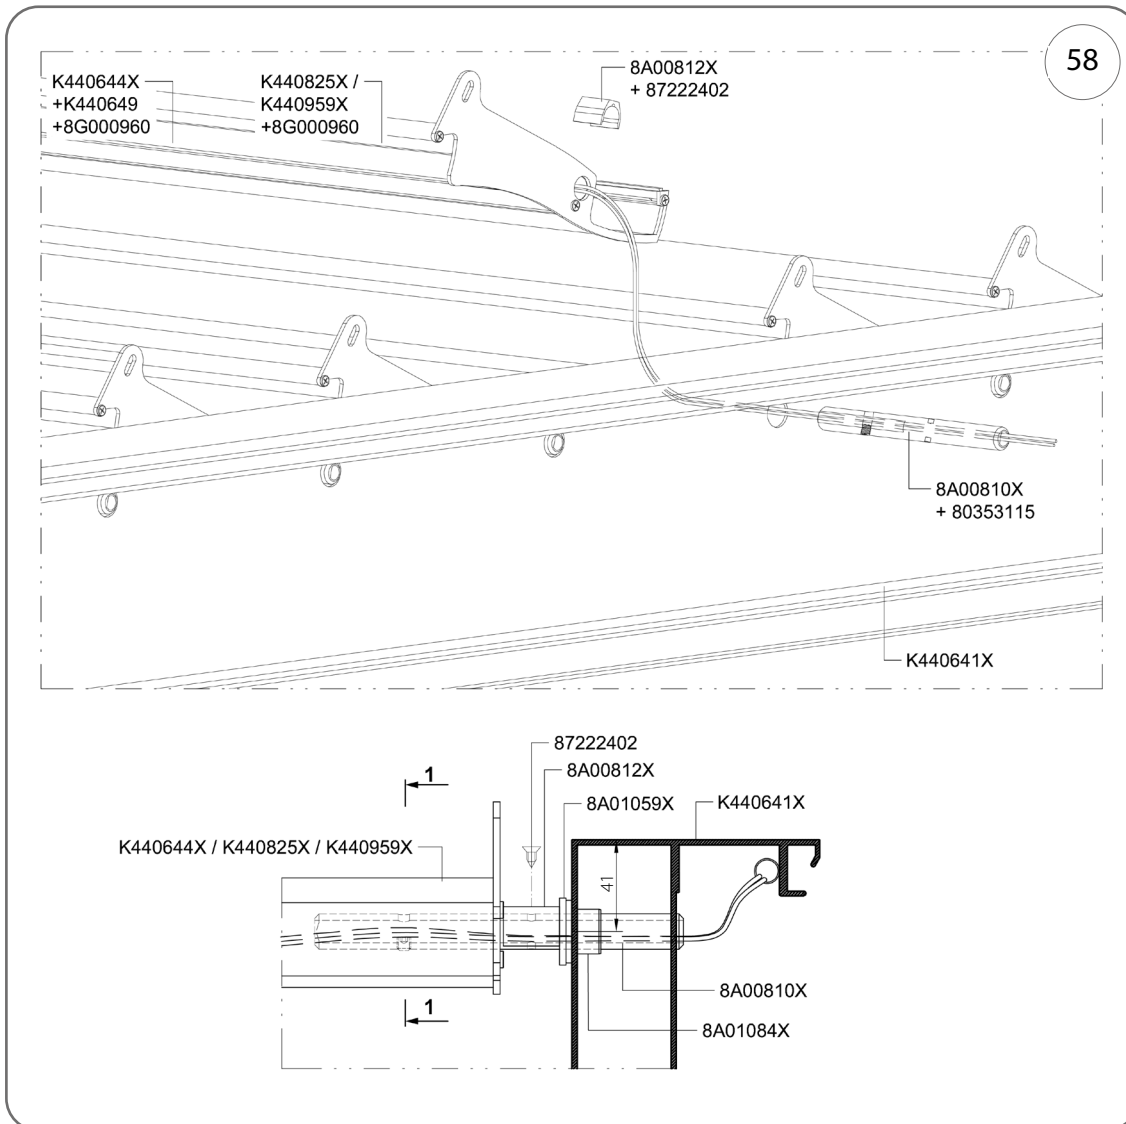 58
K440644X
+K440649
+8G000960
K440825X /
K440959X
+8G000960
8A00812X
+ 87222402
8A00810X
+ 80353115
K440641X
87222402
8A00812X
1
8A01059X
K440641X
K440644X / K440825X / K440959X
41
8A00810X
1
8A01084X